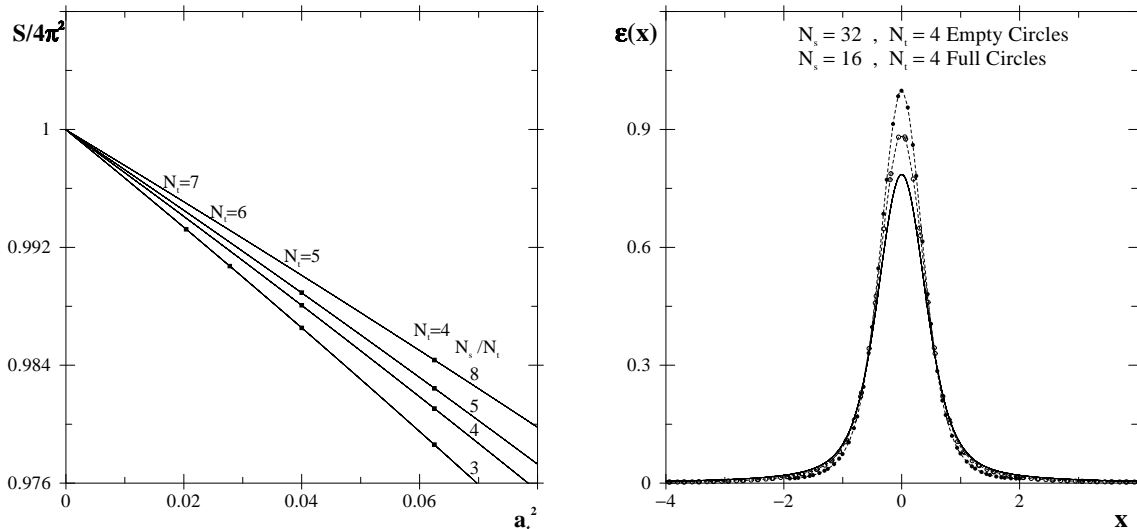 S/4π²
1
0.992
0.984
0.976
N_t=7
N_t=6
N_t=5
N_t=4
N_s /N_t
8
5
4
3
0
0.02
0.04
0.06
a_t²
ε(x)
N_s = 32 , N_t = 4 Empty Circles
N_s = 16 , N_t = 4 Full Circles
0.9
0.6
0.3
0
−4
−2
0
2
x